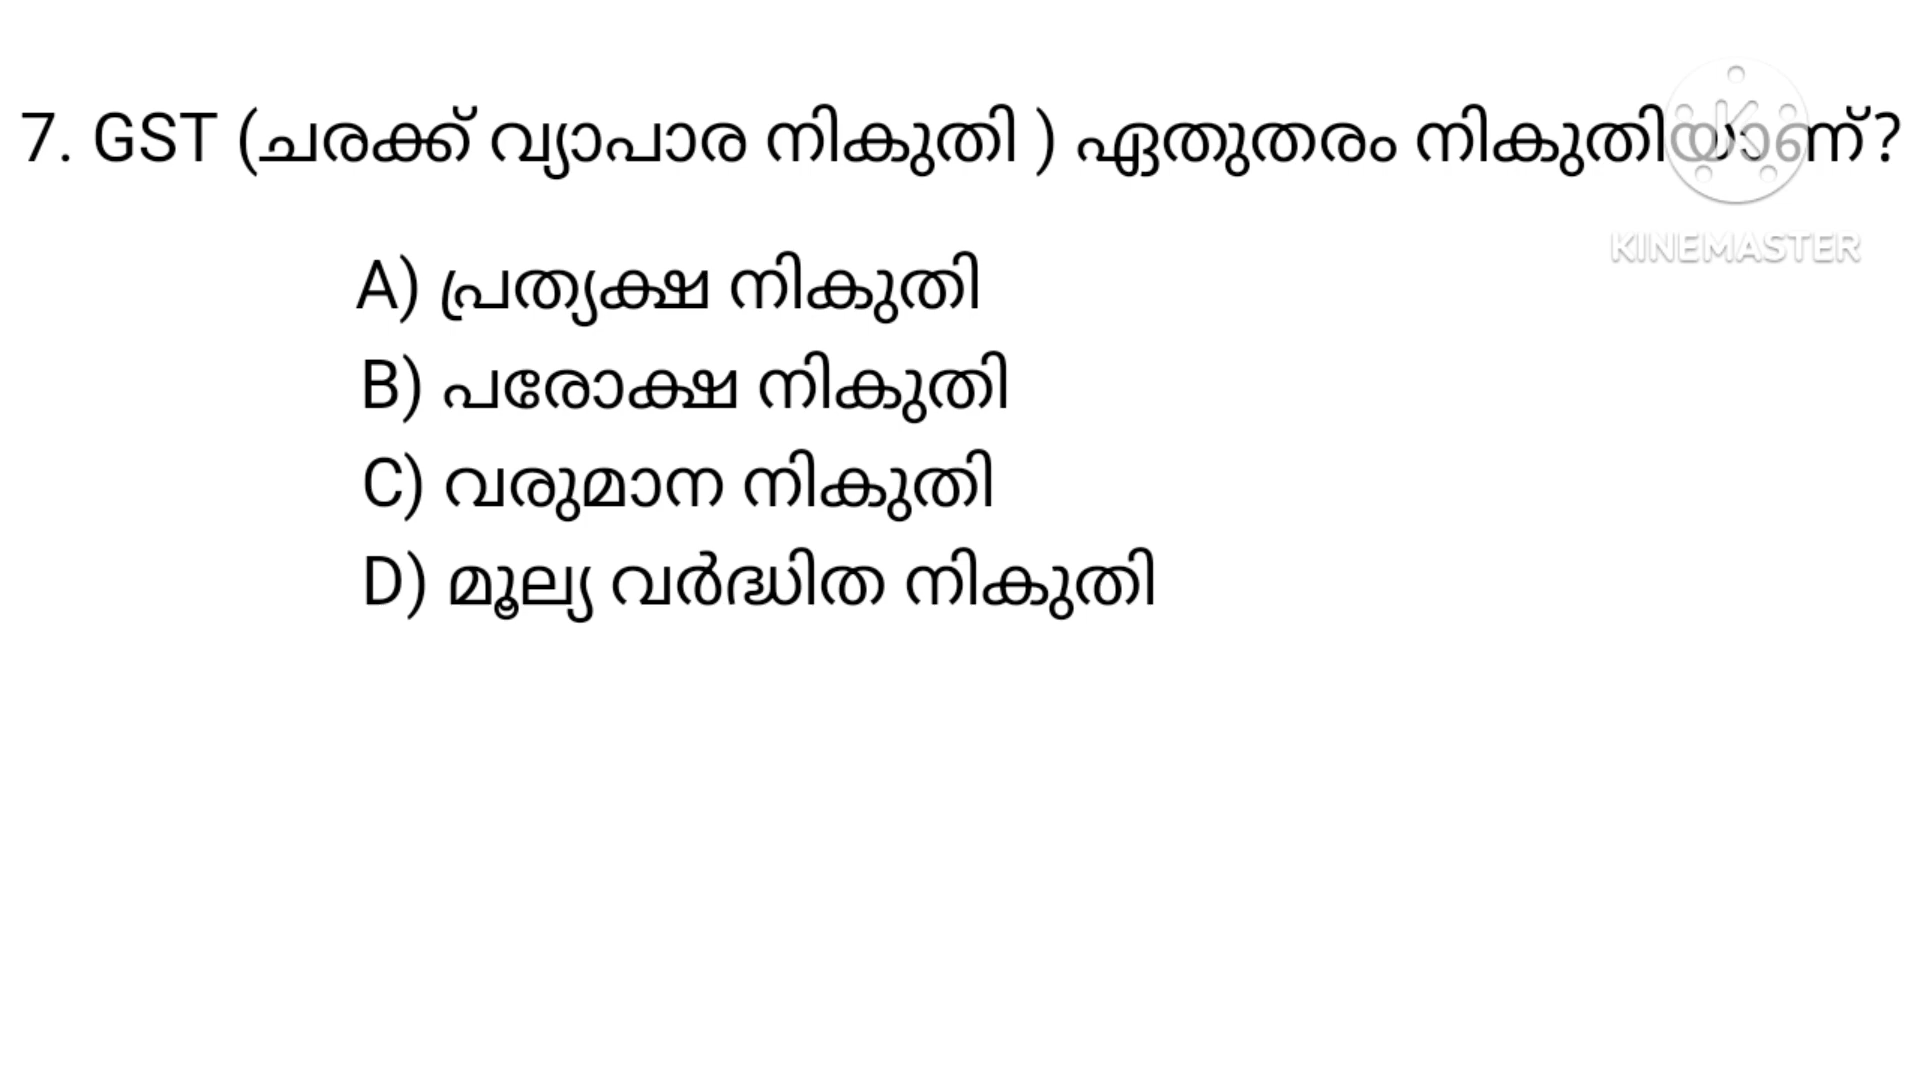 7. GST (ചരക്ക് വ്യാപാര നികുതി ) ഏതുതരം നികുതിയാണ്?
KINEMASTER
A) പ്രത്യക്ഷ നികുതി
B) പരോക്ഷ നികുതി
C) വരുമാന നികുതി
D) മൂല്യ വർദ്ധിത നികുതി